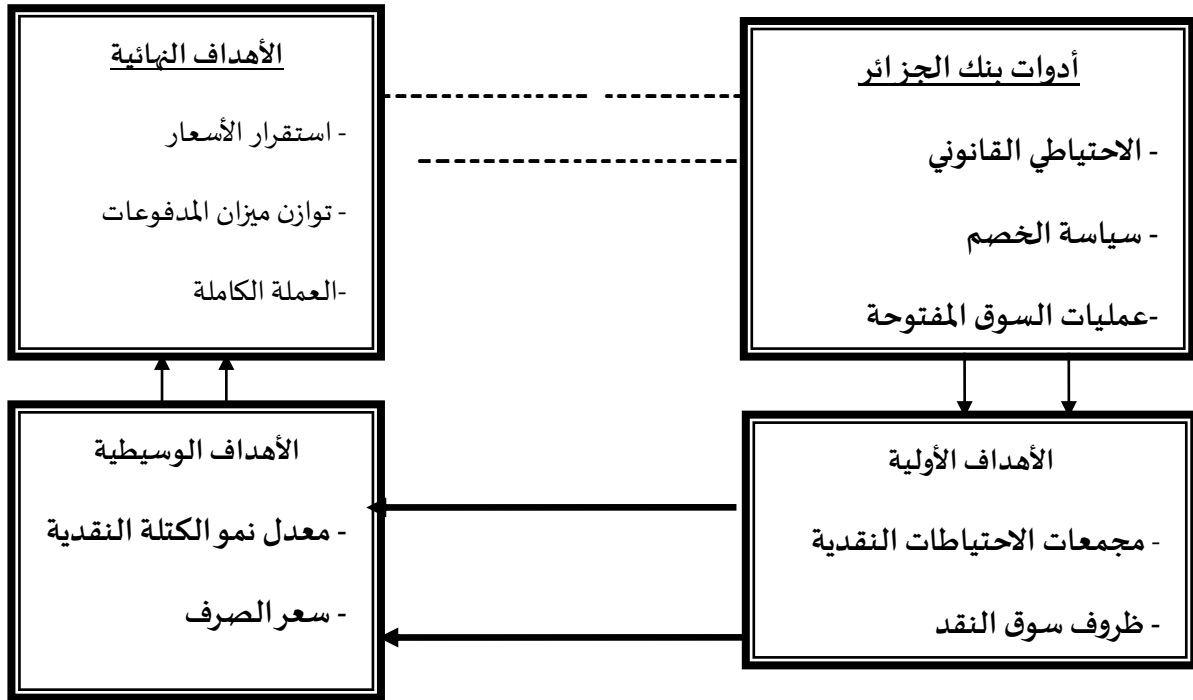 أدوات بنك الجزائر
- الاحتياطي القانوني
- سياسة الخصم
-عمليات السوق المفتوحة
الأهداف النهائية
- استقرار الأسعار
- توازن ميزان المدفوعات
-العملة الكاملة
الأهداف الأولية
- مجمعات الاحتياطات النقدية
- ظروف سوق النقد
الأهداف الوسيطية
- معدل نمو الكتلة النقدية
- سعر الصرف